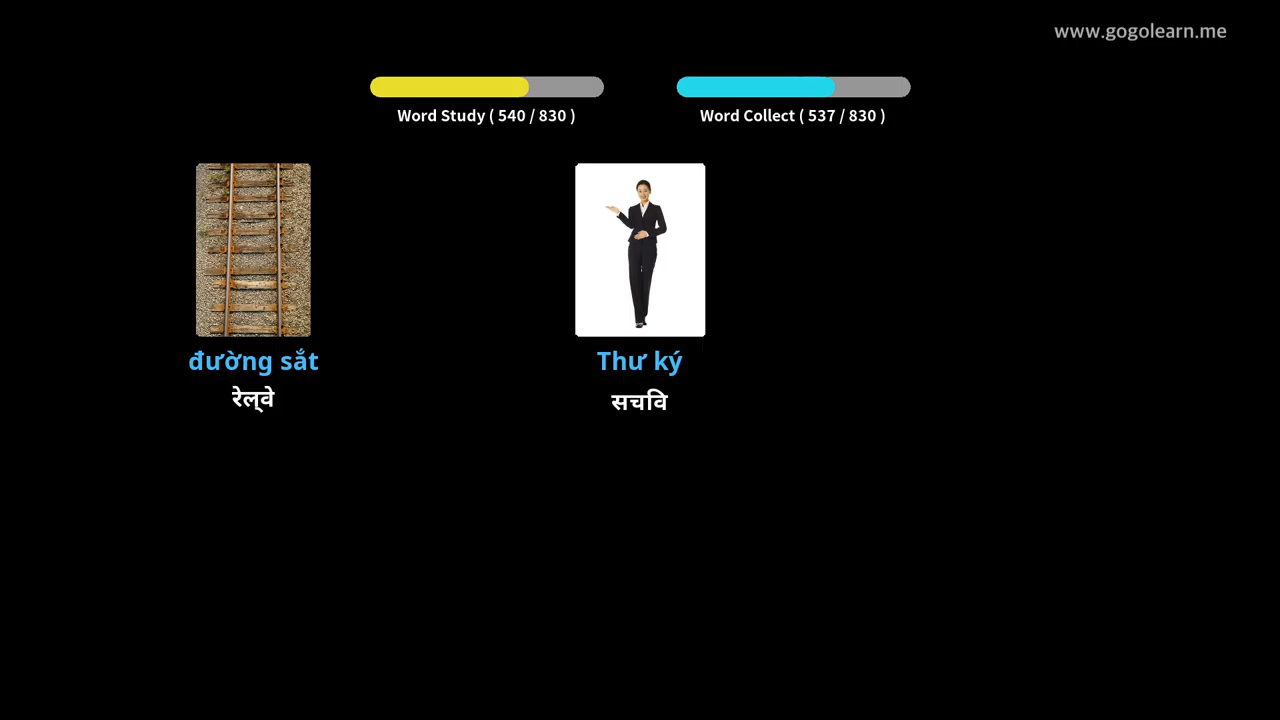 www.gogolearn.me
Word Study ( 540 / 830 )
Word Collect ( 537 / 830 )
đường sắt
Thư ký
रेल्वे
सचवि